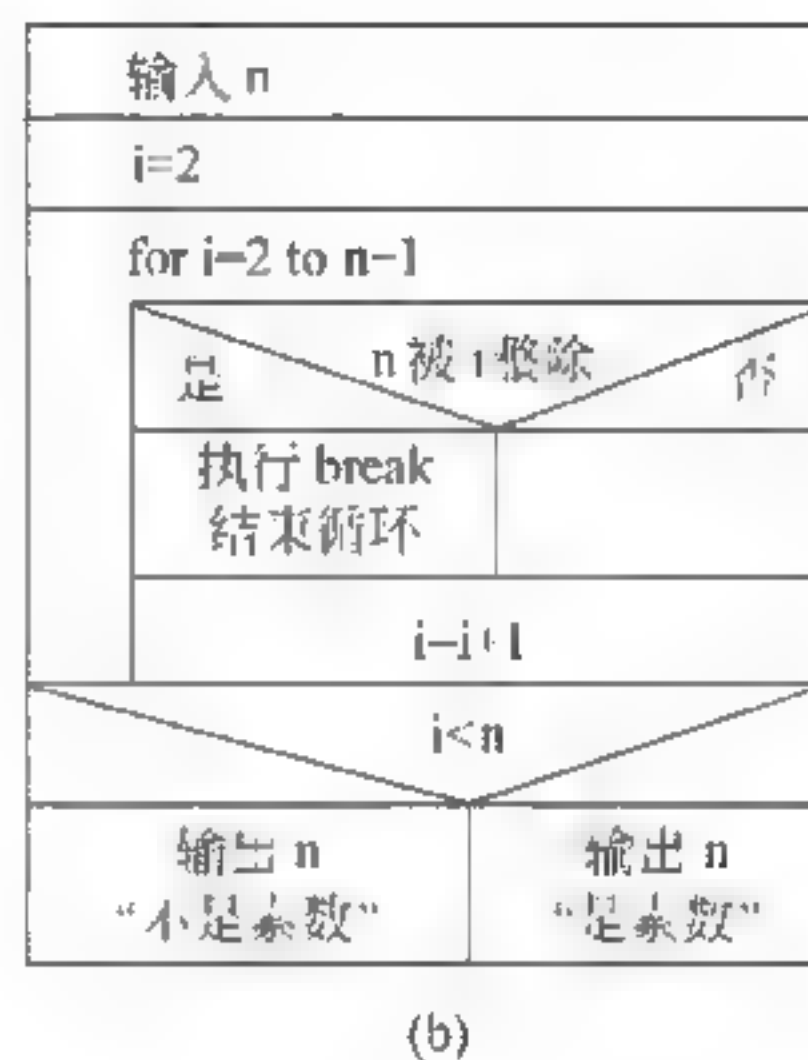 输入 n
i=2
for i=2 to n-1
是
n 被 i 整除
否
执行 break
结束循环
i=i+1
i<n
输出 n
“不是素数”
输出 n
“是素数”
(b)